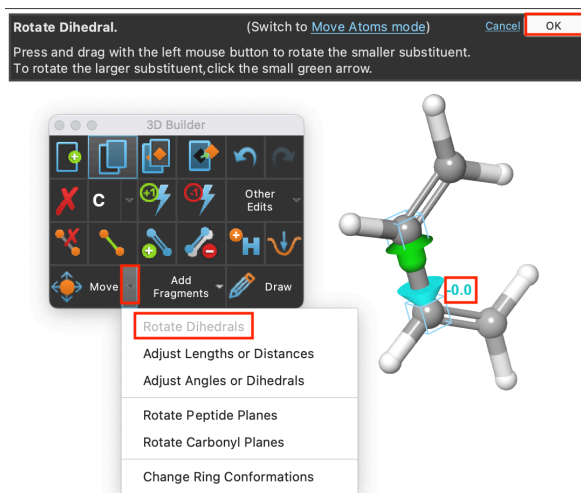 Rotate Dihedral. (Switch to Move Atoms mode) Cancel OK
Press and drag with the left mouse button to rotate the smaller substituent.
To rotate the larger substituent,click the small green arrow.
3D Builder
C +1 -1 Other
Edits
H
Move Add
Fragments Draw
-0.0
Rotate Dihedrals
Adjust Lengths or Distances
Adjust Angles or Dihedrals
Rotate Peptide Planes
Rotate Carbonyl Planes
Change Ring Conformations